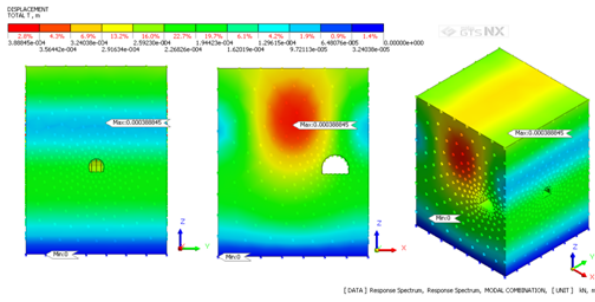 DISPLACEMENT
TOTAL T , m
2.8% 4.3% 6.9% 13.2% 16.0% 22.7% 19.7% 6.1% 4.2% 1.9% 0.9% 1.4%
3.88845e-004 3.24038e-004 2.59230e-004 1.94423e-004 1.29615e-004 6.48076e-005 0.00000e+000
3.56442e-004 2.91634e-004 2.26826e-004 1.62019e-004 9.72113e-005 3.24038e-005
GTS NX
Max:0.000388845
Max:0.000388845
Max:0.000388845
Min:0
Min:0
Min:0
Z
Y
Z
X
Z
Y
X
[ DATA ] Response Spectrum, Response Spectrum, MODAL COMBINATION, [ UNIT ] kN, m